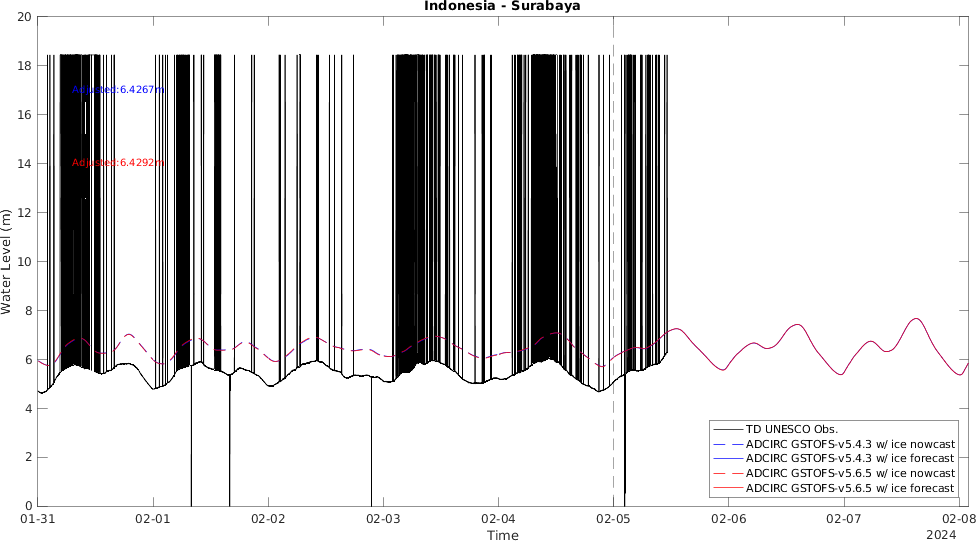 Indonesia - Surabaya
20
18
16
14
12
10
8
6
4
2
0
Water Level (m)
Adjusted:6.4267m
Adjusted:6.4292m
TD UNESCO Obs.
ADCIRC GSTOFS-v5.4.3 w/ ice nowcast
ADCIRC GSTOFS-v5.4.3 w/ ice forecast
ADCIRC GSTOFS-v5.6.5 w/ ice nowcast
ADCIRC GSTOFS-v5.6.5 w/ ice forecast
01-31 02-01 02-02 02-03 02-04 02-05 02-06 02-07 02-08
Time
2024